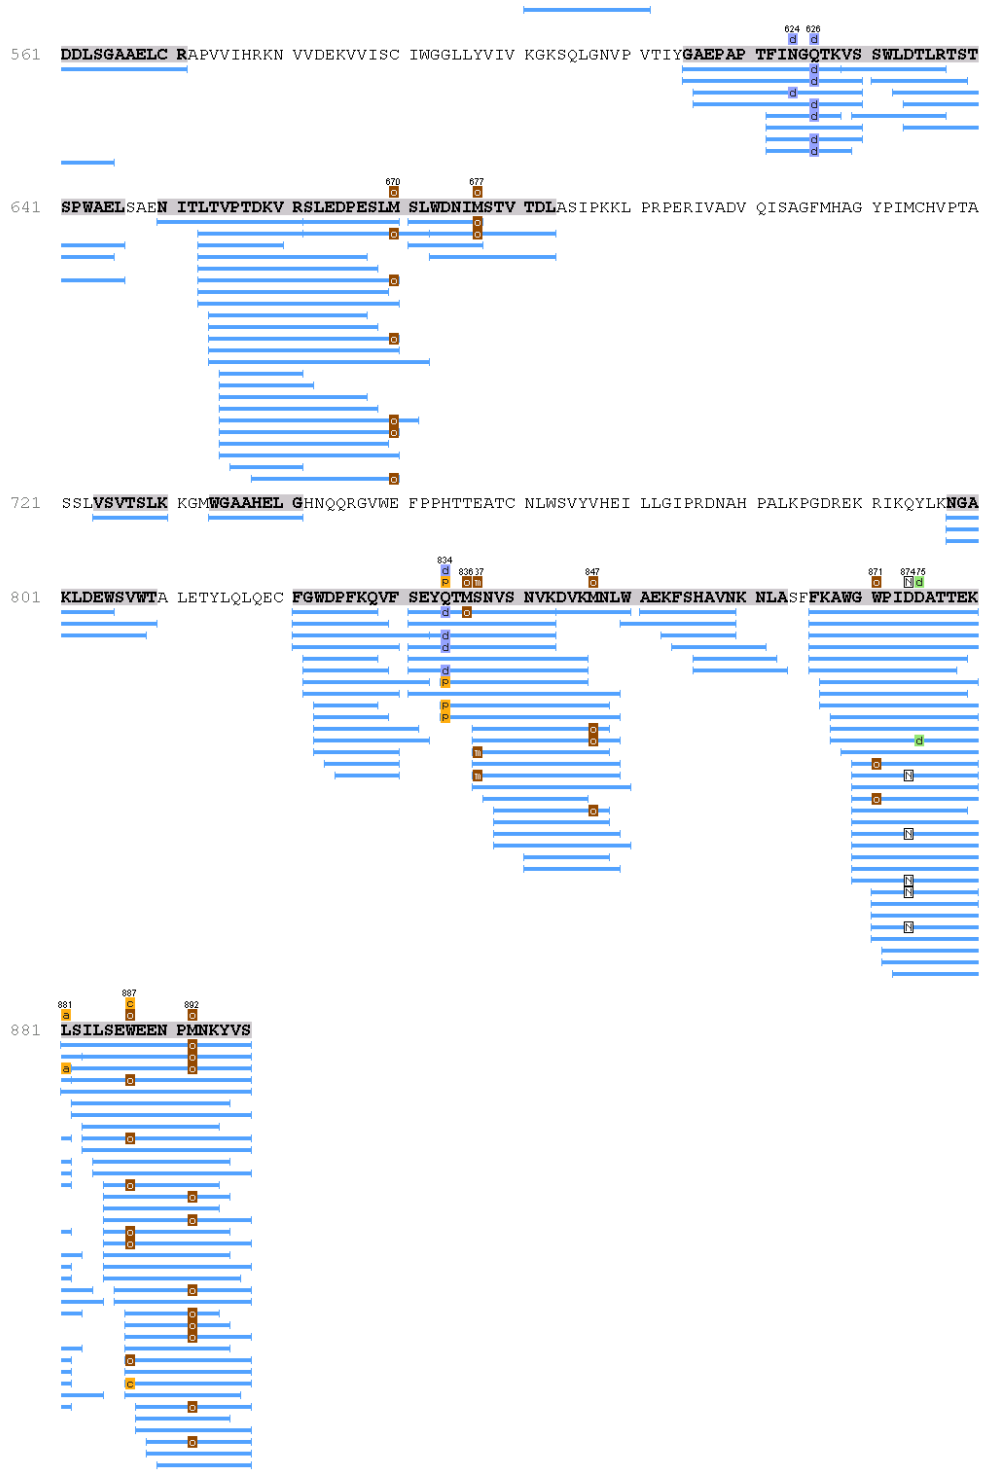 624 626
d d
561 DDLSGAAELC RAPVVIHRKN VVDEKVVISC IWGGLLYVIV KGKSQLGNVP VTIYGAEPAP TFINGQTKVS SWLDTLRTST
d
d
d
d
d
d
d
670 677
o o
641 SPWAELSAEN ITLTVPTDKV RSLEDPESLM SLWDNIMSTV TDLASIPKKL PRPERIVADV QISAGFMHAG YPIMCHVPTA
o
o o
o
o
o
o
o
721 SSLVSVTSLK KGMWGAAHEL GHNQQRGVWE FPPHTTEATC NLWSVYVHEI LLGIPRDNAH PALKPGDREK RIKQYLKNGA
834
d
836 37 847 871 874 75
p o m o o N d
801 KLDEWSVWTA LETYLQLQEC FGWDPFKQVF SEYQTMSNVS NVKDVKMNLW AEKFSHAVNK NLASFFKAWG WPIDDATTEK
d o
d
d
d
p
p
p
o
o d
m
o
m N
o
o
N
N
N
N
887
881 c 892
a o o
881 LSILSEWEEN PMNKYVS
o
o
a o
o
o
o
o
o
o
o
o
o
o
o
o
c
o
o